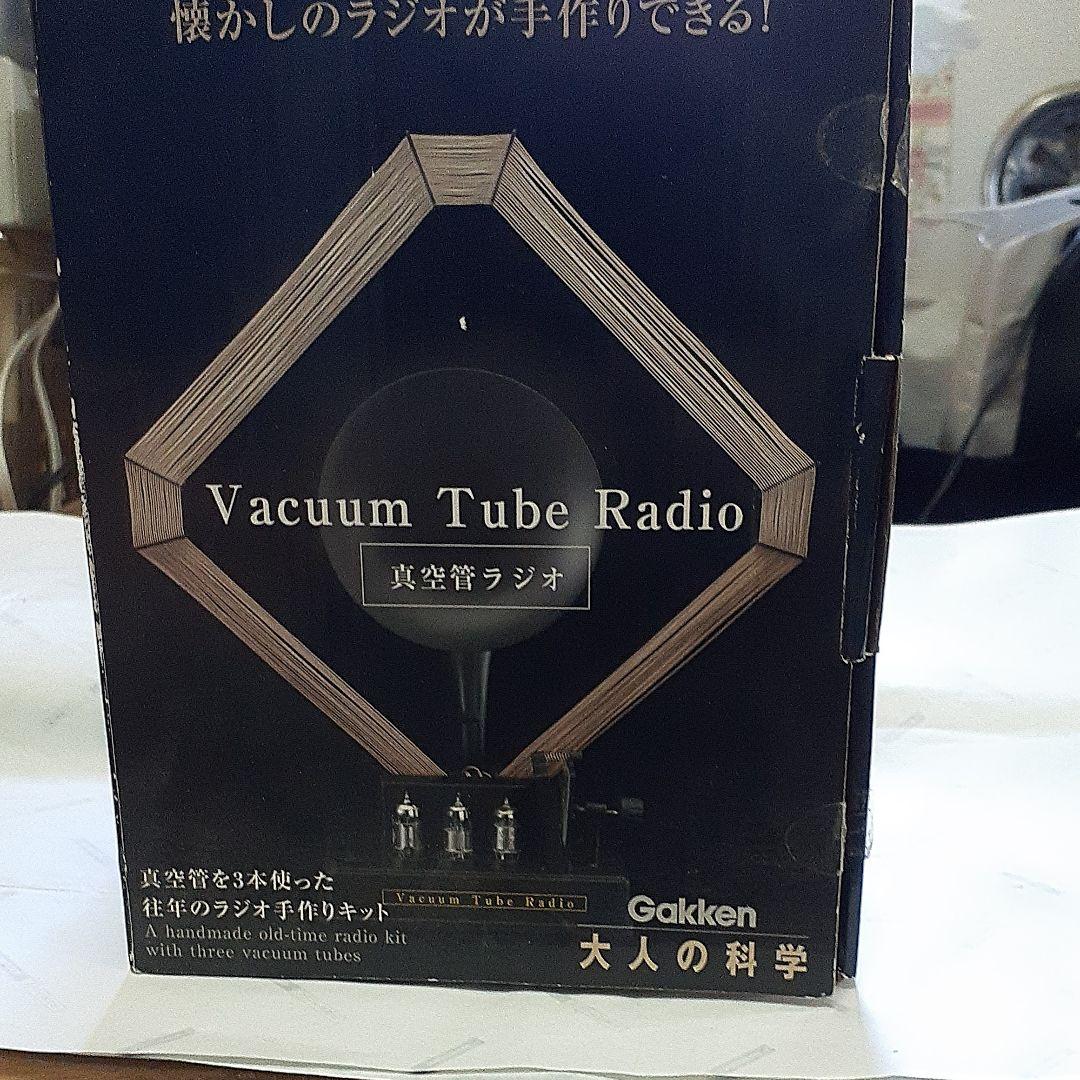 懐かしのラジオが手作りできる!
Vacuum Tube Radio
真空管ラジオ
真空管を3本使った
往年のラジオ手作りキット
A handmade old-time radio kit
with three vacuum tubes
Vacuum Tube Radio
Gakken
大人の科学